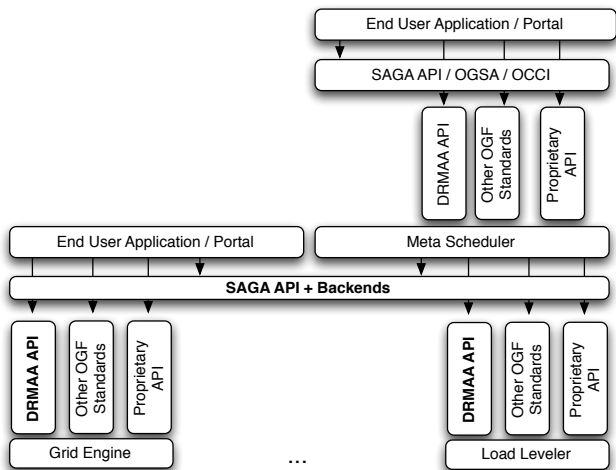 End User Application / Portal
SAGA API / OGSA / OCCI
DRMAA API
Other OGF
Standards
Proprietary
API
End User Application / Portal
Meta Scheduler
SAGA API + Backends
DRMAA API
Other OGF
Standards
Proprietary
API
DRMAA API
Other OGF
Standards
Proprietary
API
Grid Engine
...
Load Leveler